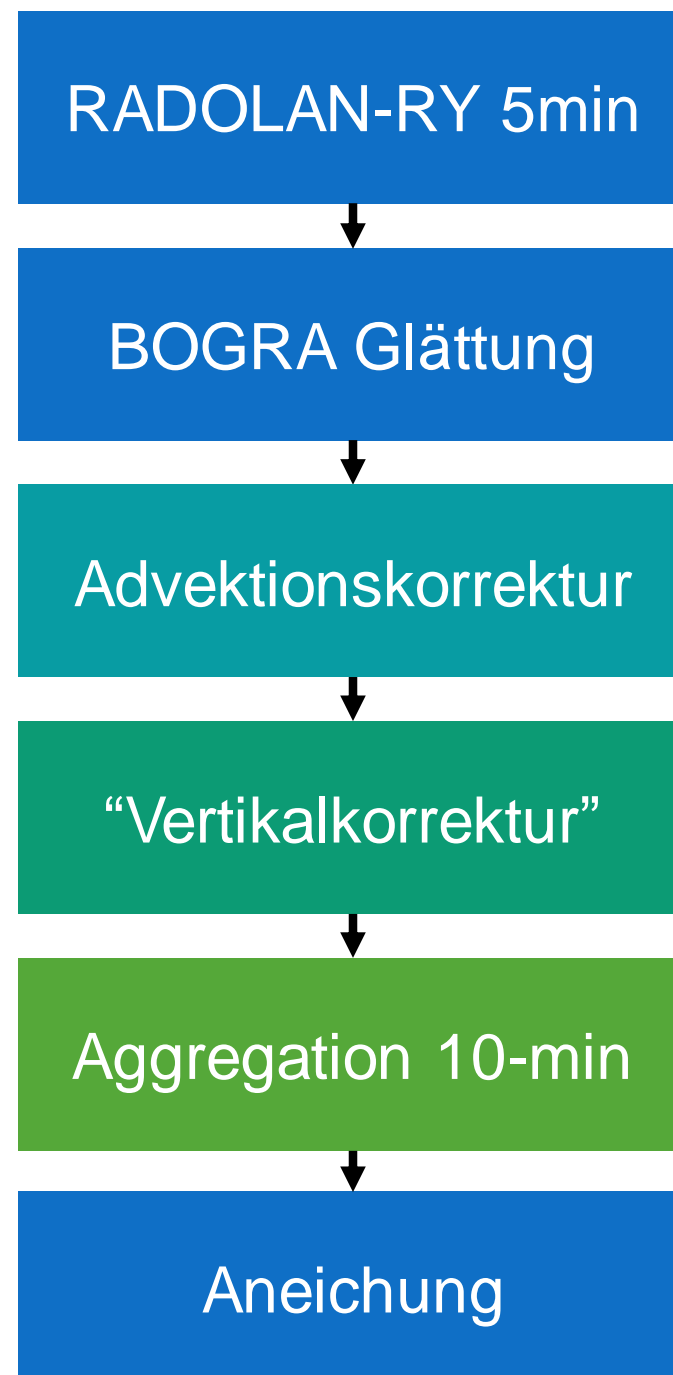 RADOLAN-RY 5min
BOGRA Glättung
Advektionskorrektur
“Vertikalkorrektur”
Aggregation 10-min
Aneichung